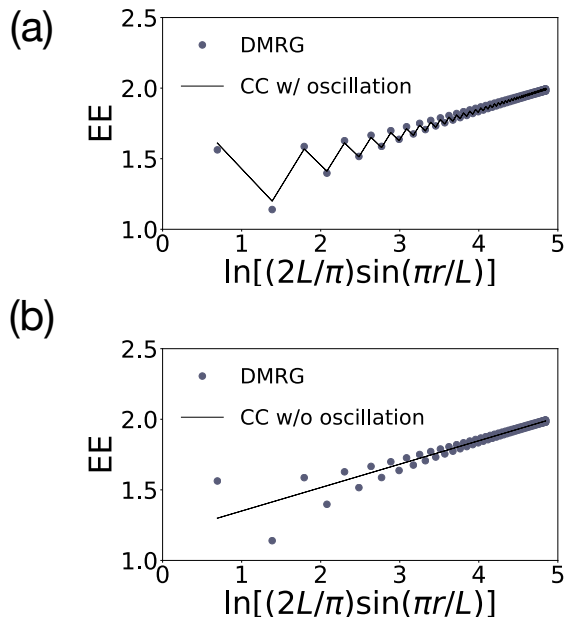 (a)
2.5
2.0
1.5
1.0
EE
DMRG
CC w/ oscillation
0 1 2 3 4 5
ln[(2L/π)sin(πr/L)]
(b)
2.5
2.0
1.5
1.0
EE
DMRG
CC w/o oscillation
0 1 2 3 4 5
ln[(2L/π)sin(πr/L)]